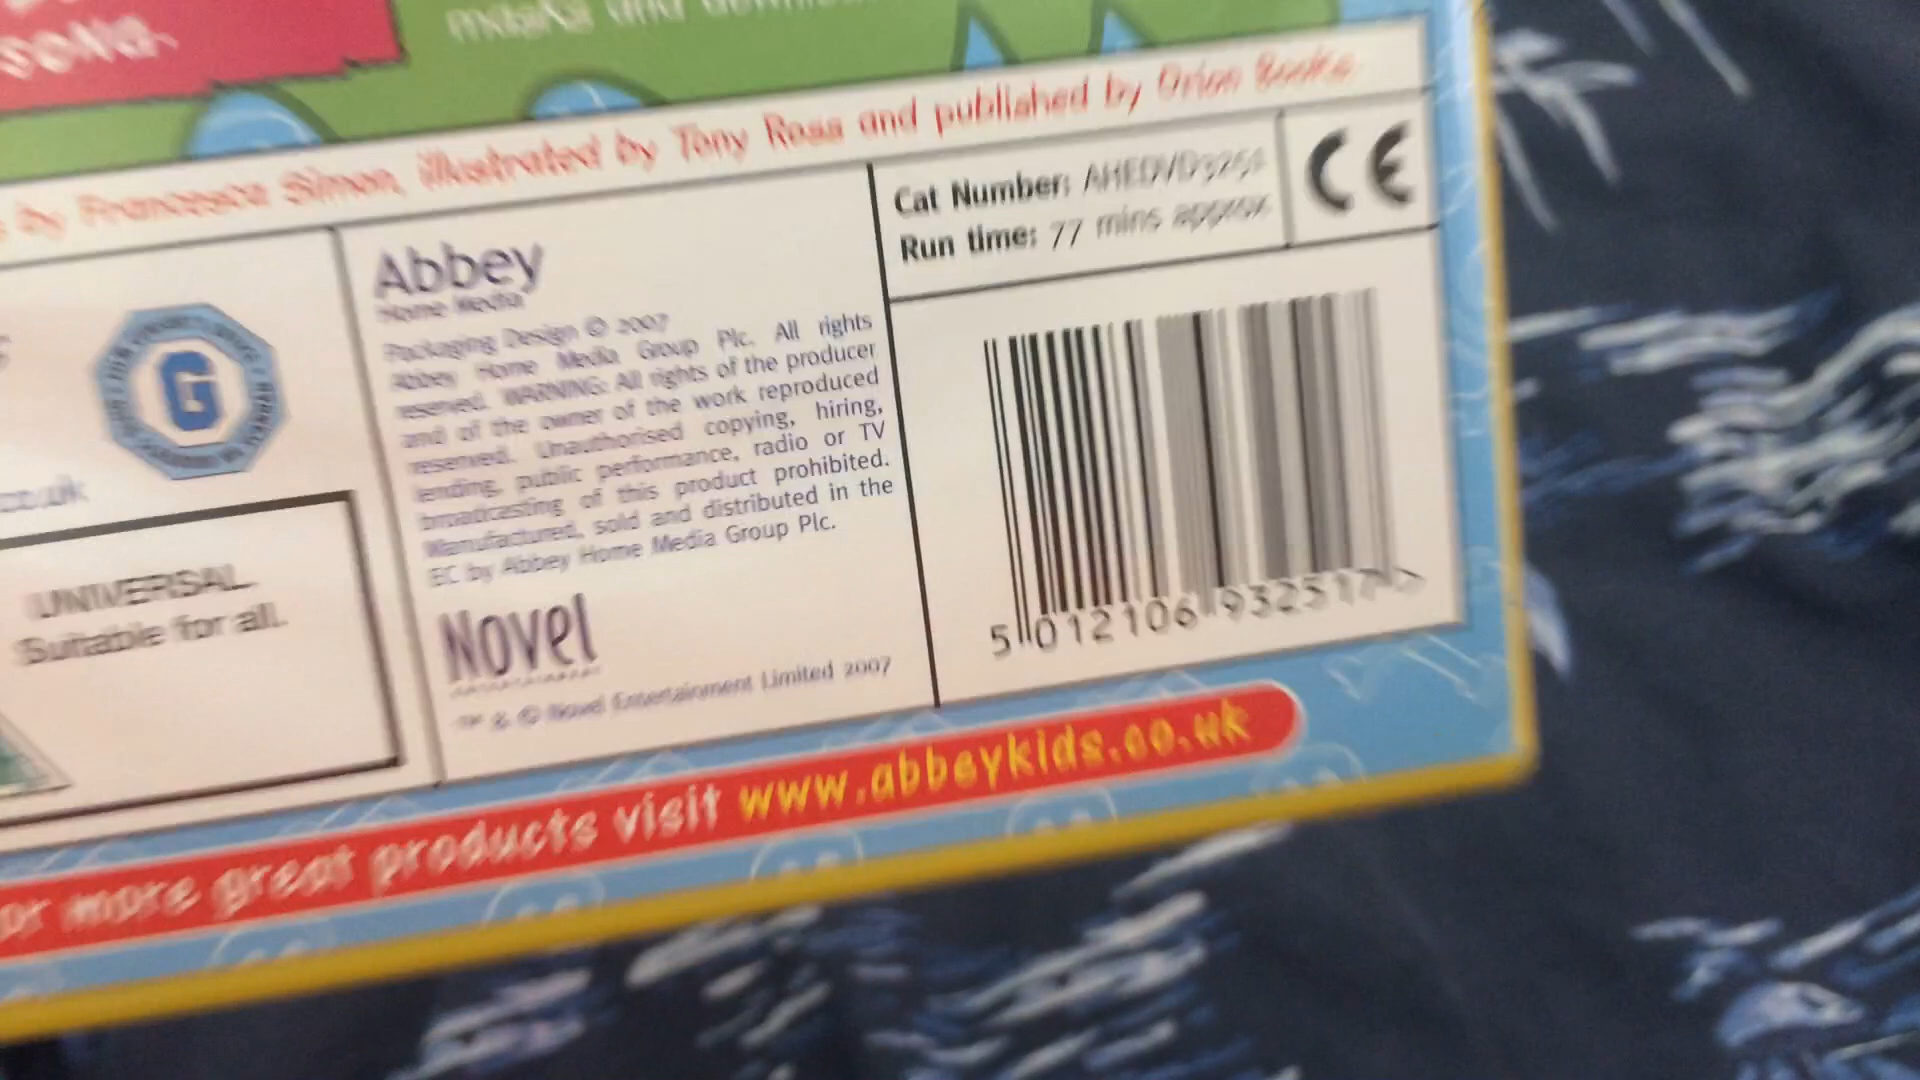 SONG
and
by Francesca Simon, illustrated by Tony Ross and published by Orion Books.
Cat Number: AHEDVD3251
Run time: 77 mins approx
CE
G
co.uk
UNIVERSAL
Suitable for all.
Abbey
Home Media
Packaging Design © 2007
Abbey Home Media Group Plc. All rights
reserved. WARNING: All rights of the producer
and of the owner of the work reproduced
reserved. Unauthorised copying, hiring,
lending, public performance, radio or TV
broadcasting of this product prohibited.
Manufactured, sold and distributed in the
EC by Abbey Home Media Group Plc.
Novel
™ & © Novel Entertainment Limited 2007
5 012106 932517 >
or more great products visit www.abbeykids.co.uk